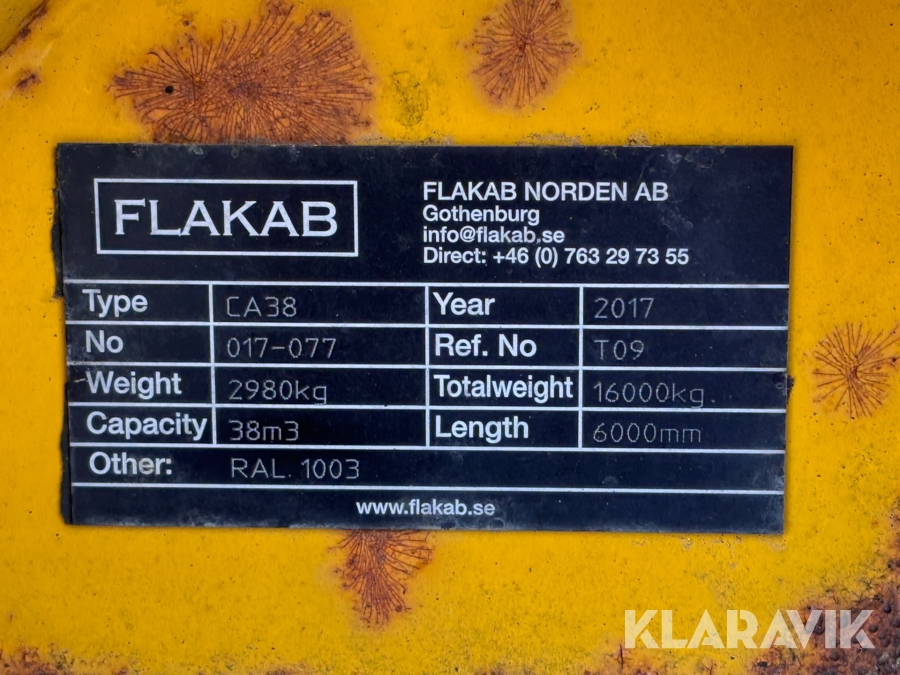 FLAKAB
FLAKAB NORDEN AB
Gothenburg
info@flakab.se
Direct: +46 (0) 763 29 73 55
Type CA38 Year 2017
No 017-077 Ref. No T09
Weight 2980kg Totalweight 16000kg.
Capacity 38m3 Length 6000mm
Other: RAL. 1003
www.flakab.se
KLARAVIK